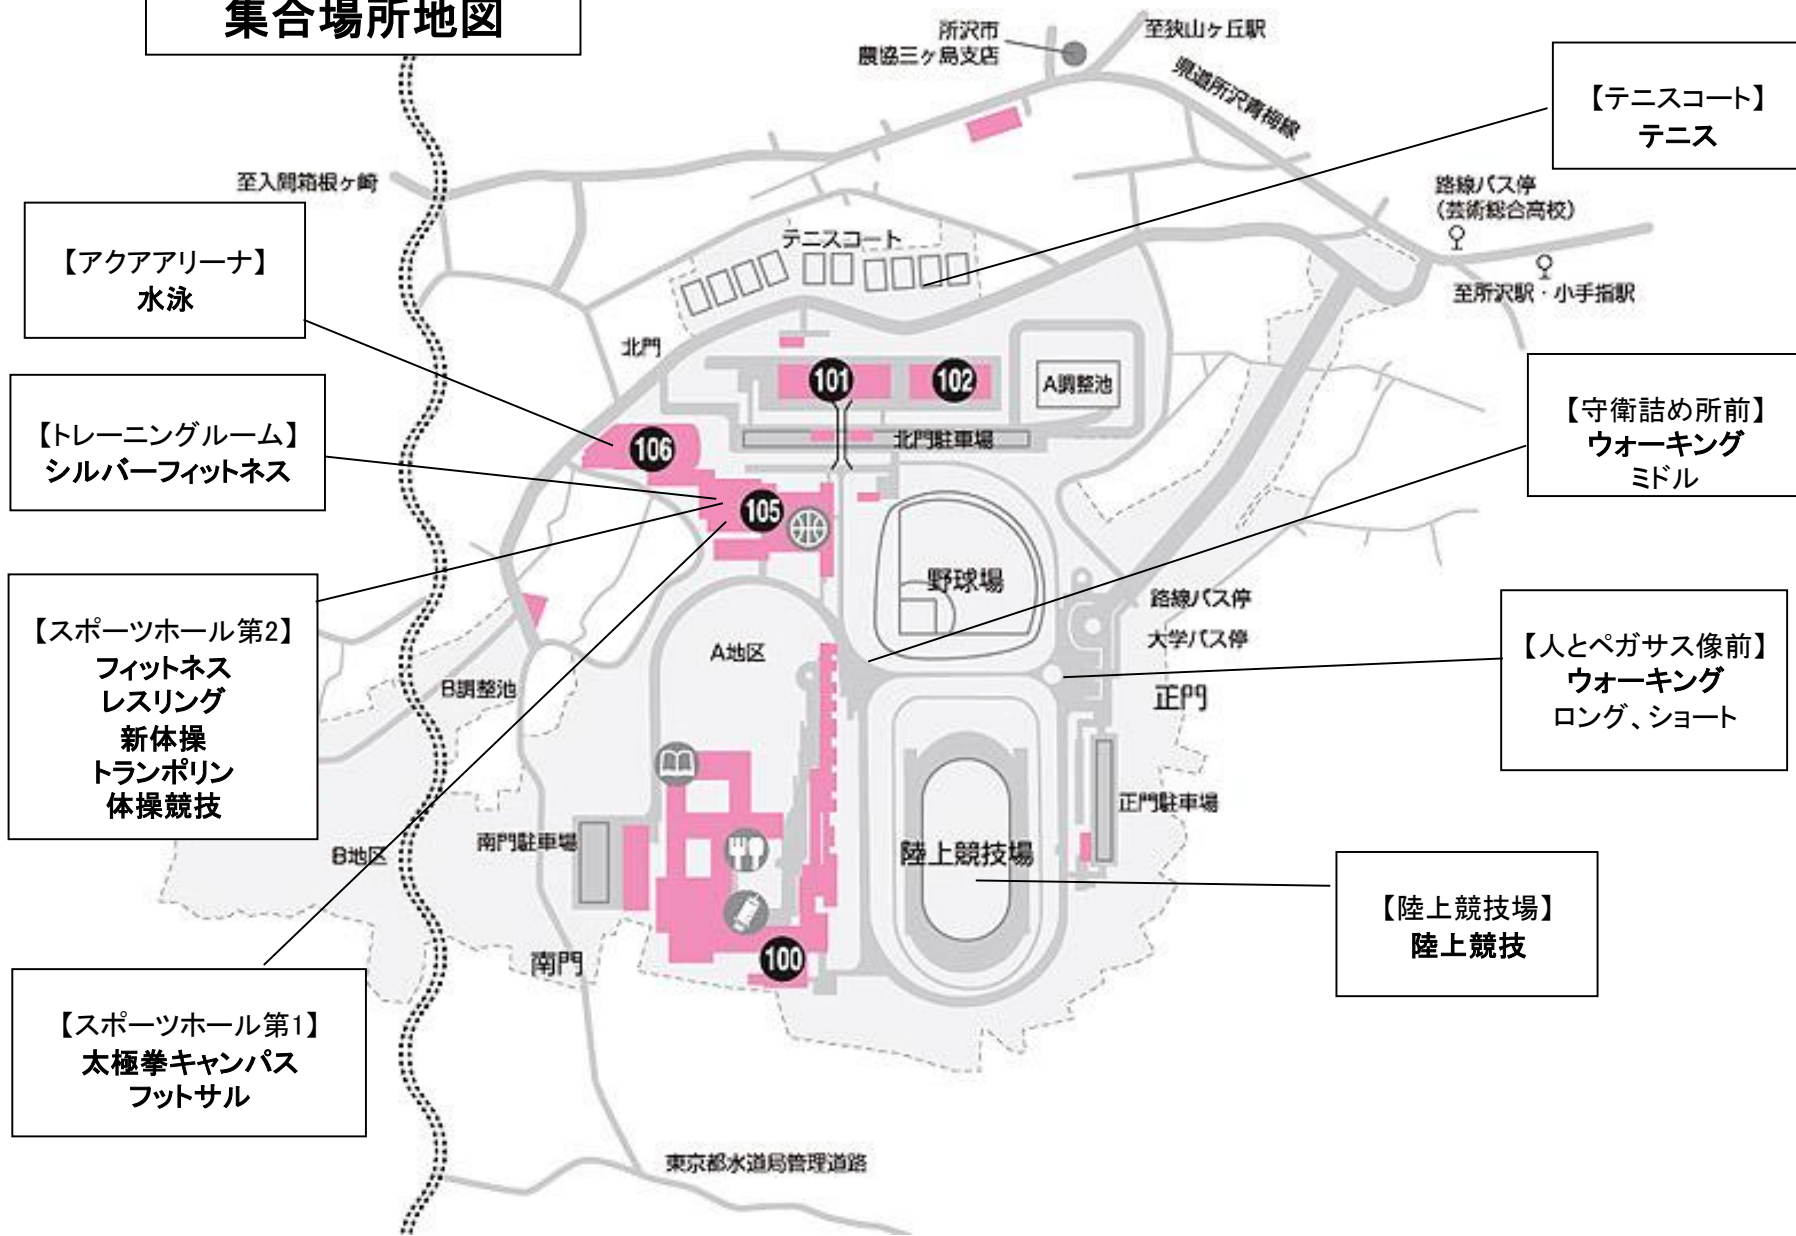 集合場所地図
所沢市
農協三ヶ島支店
至狭山ヶ丘駅
県道所沢青梅線
【テニスコート】
テニス
至入間箱根ヶ崎
路線バス停
(芸術総合高校)
至所沢駅・小手指駅
【アクアアリーナ】
水泳
テニスコート
北門
101
102
A調整池
北門駐車場
【トレーニングルーム】
シルバーフィットネス
106
105
【守衛詰め所前】
ウォーキング
ミドル
野球場
【スポーツホール第2】
フィットネス
レスリング
新体操
トランポリン
体操競技
A地区
B調整池
路線バス停
大学バス停
正門
【人とペガサス像前】
ウォーキング
ロング、ショート
B地区
南門駐車場
陸上競技場
正門駐車場
【陸上競技場】
陸上競技
南門
100
【スポーツホール第1】
太極拳キャンパス
フットサル
東京都水道局管理道路